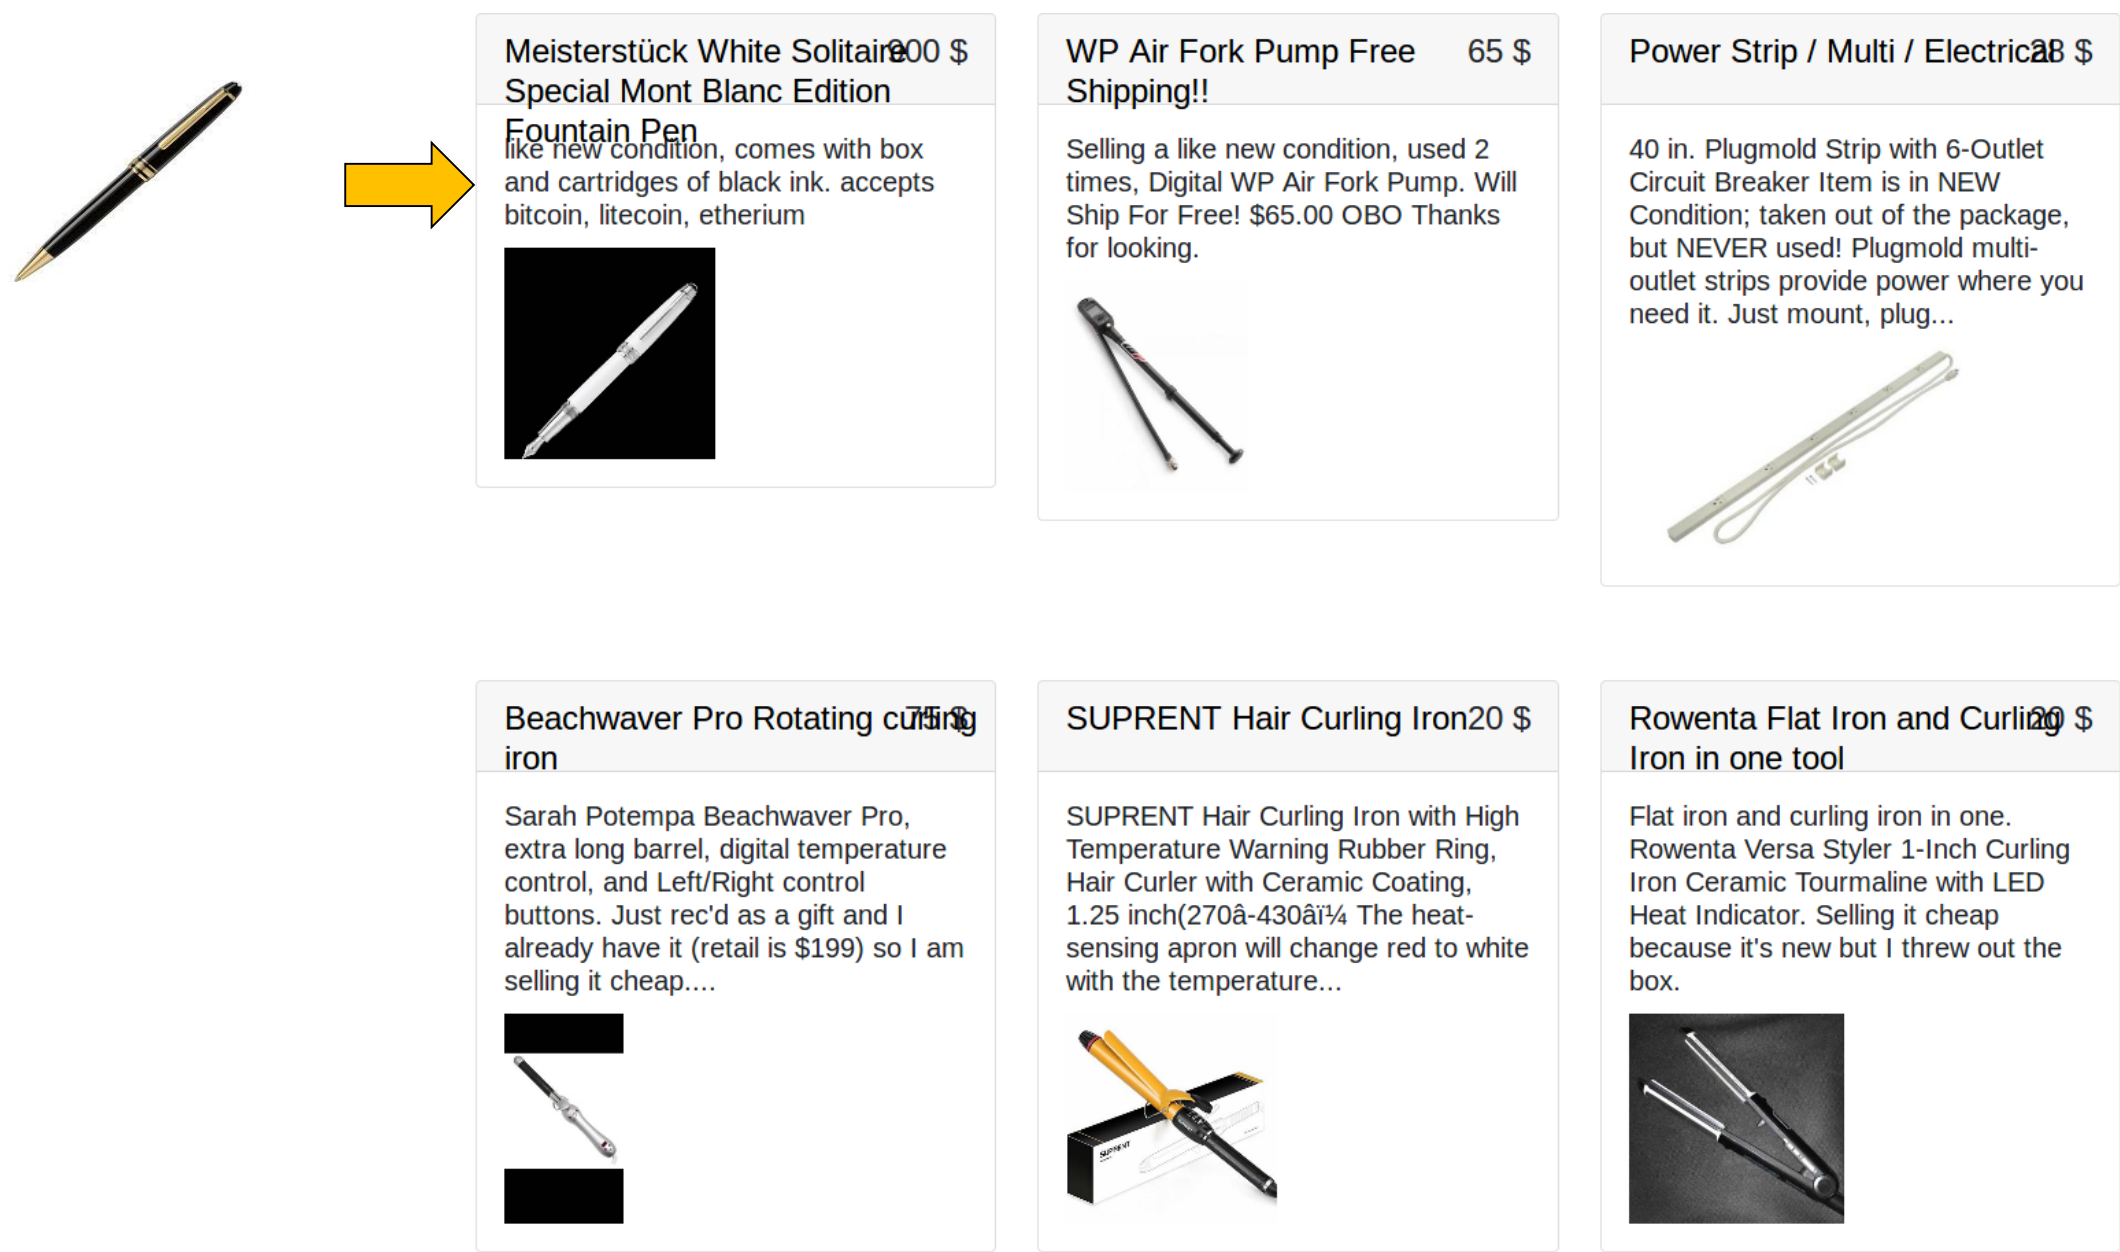 Meisterstück White Solitaire 900 $
Special Mont Blanc Edition
Fountain Pen
like new condition, comes with box
and cartridges of black ink. accepts
bitcoin, litecoin, etherium
WP Air Fork Pump Free 65 $
Shipping!!
Selling a like new condition, used 2
times, Digital WP Air Fork Pump. Will
Ship For Free! $65.00 OBO Thanks
for looking.
Power Strip / Multi / Electrical 28 $
40 in. Plugmold Strip with 6-Outlet
Circuit Breaker Item is in NEW
Condition; taken out of the package,
but NEVER used! Plugmold multi-
outlet strips provide power where you
need it. Just mount, plug...
Beachwaver Pro Rotating curling 75 $
iron
Sarah Potempa Beachwaver Pro,
extra long barrel, digital temperature
control, and Left/Right control
buttons. Just rec'd as a gift and I
already have it (retail is $199) so I am
selling it cheap....
SUPRENT Hair Curling Iron 20 $
SUPRENT Hair Curling Iron with High
Temperature Warning Rubber Ring,
Hair Curler with Ceramic Coating,
1.25 inch(270â-430âï¼ The heat-
sensing apron will change red to white
with the temperature...
SUPRENT
Rowenta Flat Iron and Curling 20 $
Iron in one tool
Flat iron and curling iron in one.
Rowenta Versa Styler 1-Inch Curling
Iron Ceramic Tourmaline with LED
Heat Indicator. Selling it cheap
because it's new but I threw out the
box.